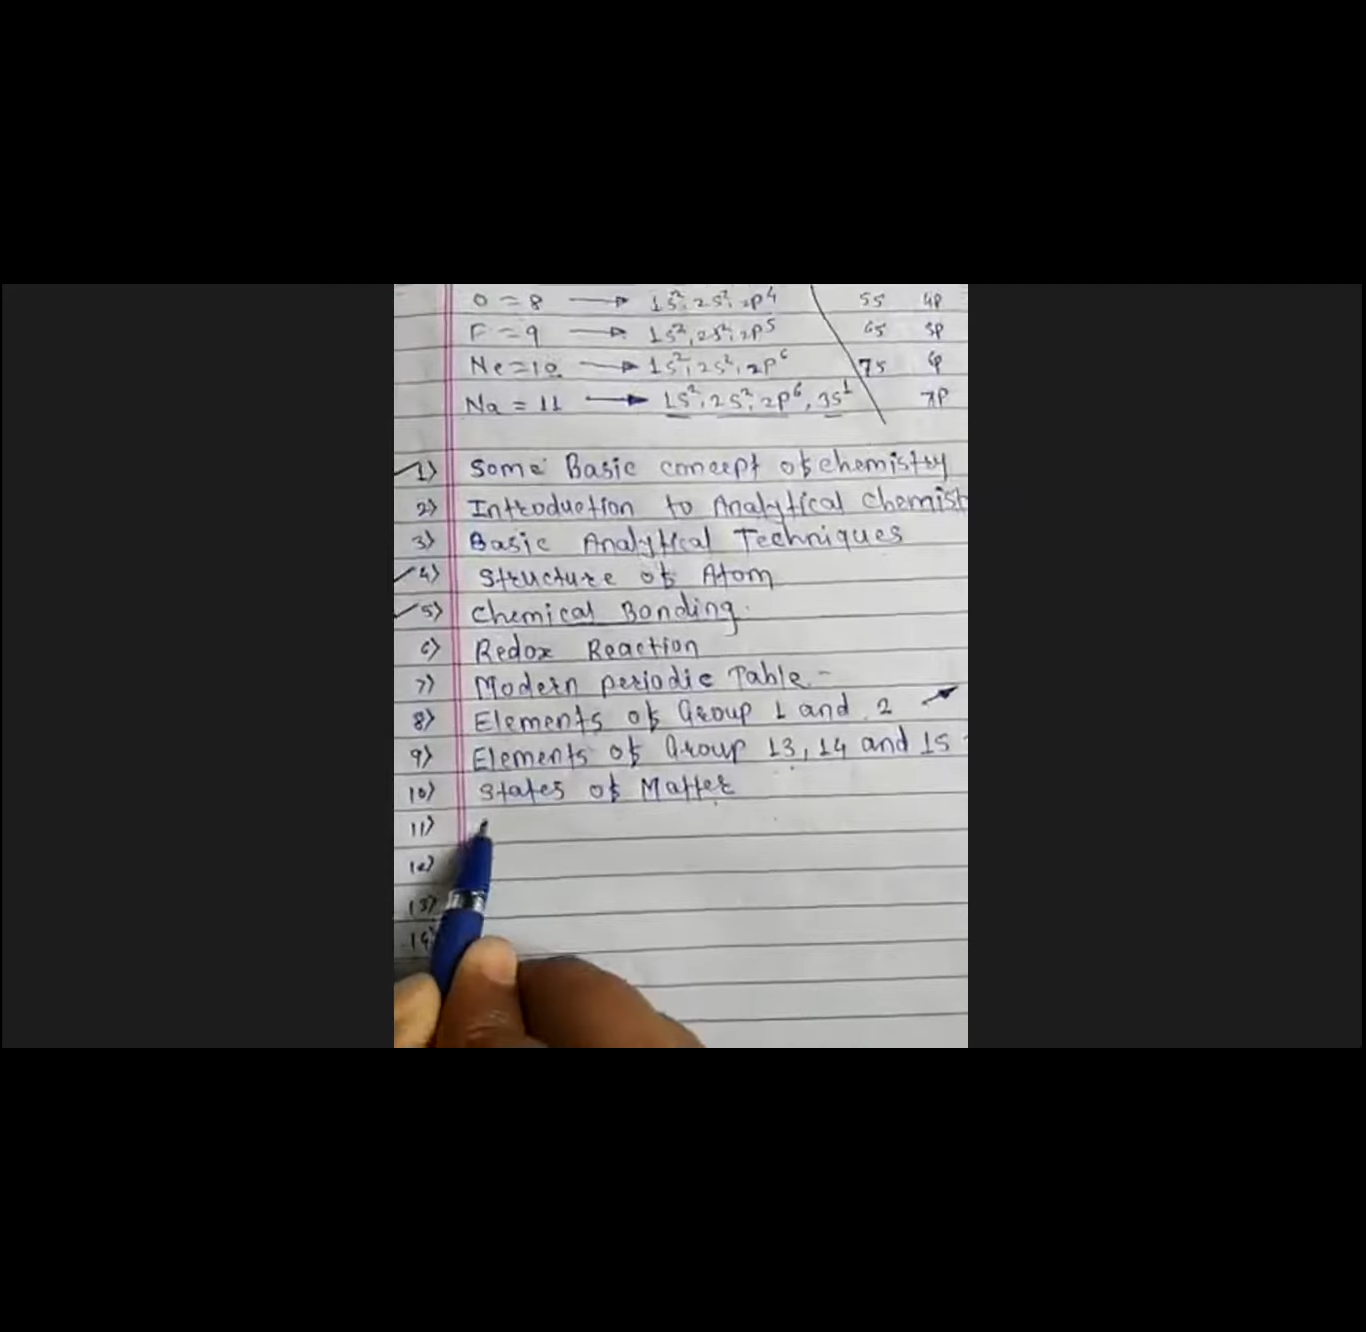 O = 8 → 1s², 2s², 2p⁴ 5s 4p
F = 9 → 1s², 2s², 2p⁵ 6s 5p
Ne = 10 → 1s², 2s², 2p⁶ 7s 6p
Na = 11 → 1s², 2s², 2p⁶, 3s¹ 7p
1) Some Basic concept of chemistry
2) Introduction to Analytical chemist
3) Basic Analytical Techniques
4) Structure of Atom
5) Chemical Bonding.
6) Redox Reaction
7) Modern periodic Table -
8) Elements of Group 1 and 2 →
9) Elements of Group 13, 14 and 15 -
10) States of Matter
11)
12)
13)
14)